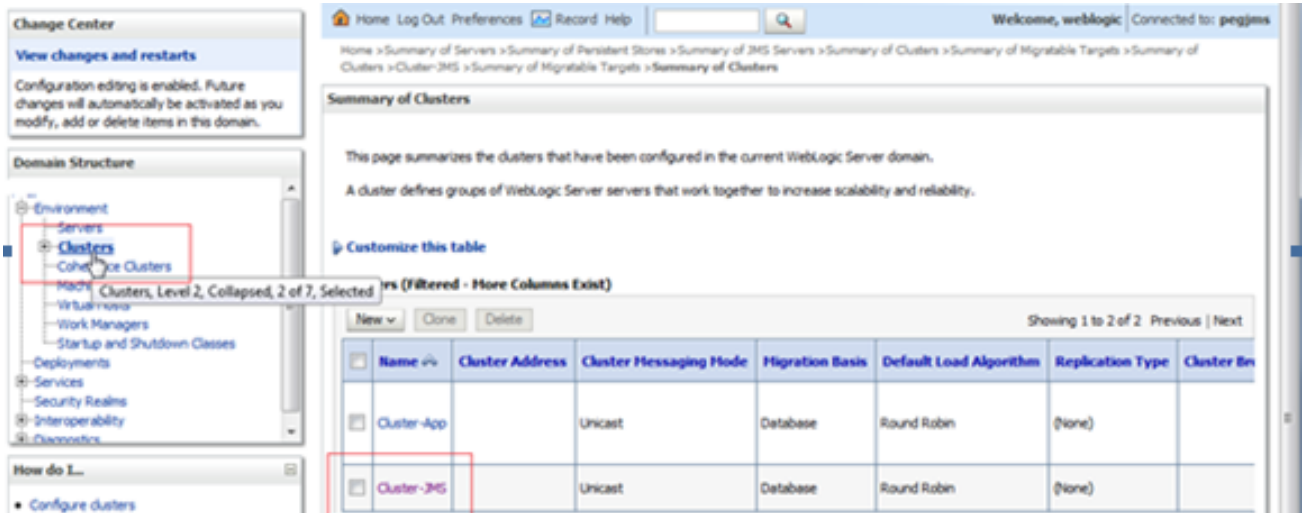 Change Center
View changes and restarts
Configuration editing is enabled. Future
changes will automatically be activated as you
modify, add or delete items in this domain.
Domain Structure
Environment
Servers
Clusters
Coherence Clusters
Clusters, Level 2, Collapsed, 2 of 7, Selected
Virtual Hosts
Work Managers
Startup and Shutdown Classes
Deployments
Services
Security Realms
Interoperability
Diagnostics
How do I...
Configure clusters
Home Log Out Preferences Record Help
Welcome, weblogic Connected to: pegjms
Home >Summary of Servers >Summary of Persistent Stores >Summary of JMS Servers >Summary of Clusters >Summary of Migratable Targets >Summary of
Clusters >Cluster-JMS >Summary of Migratable Targets >Summary of Clusters
Summary of Clusters
This page summarizes the clusters that have been configured in the current WebLogic Server domain.
A cluster defines groups of WebLogic Server servers that work together to increase scalability and reliability.
Customize this table
(Filtered - More Columns Exist)
New Clone Delete Showing 1 to 2 of 2 Previous | Next
Name Cluster Address Cluster Messaging Mode Migration Basis Default Load Algorithm Replication Type Cluster
Cluster-App Unicast Database Round Robin (None)
Cluster-JMS Unicast Database Round Robin (None)